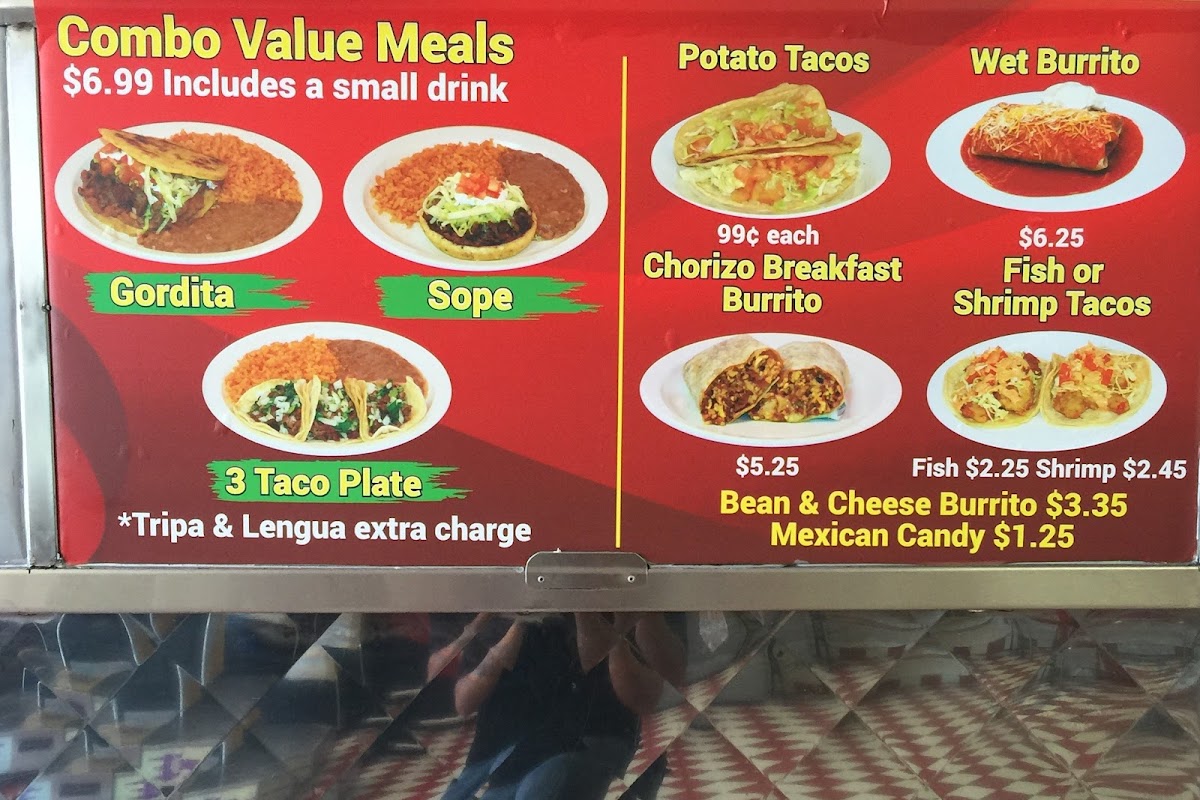 Combo Value Meals
$6.99 Includes a small drink
Gordita
Sope
3 Taco Plate
*Tripa & Lengua extra charge
Potato Tacos
99¢ each
Wet Burrito
$6.25
Chorizo Breakfast
Burrito
$5.25
Fish or
Shrimp Tacos
Fish $2.25 Shrimp $2.45
Bean & Cheese Burrito $3.35
Mexican Candy $1.25